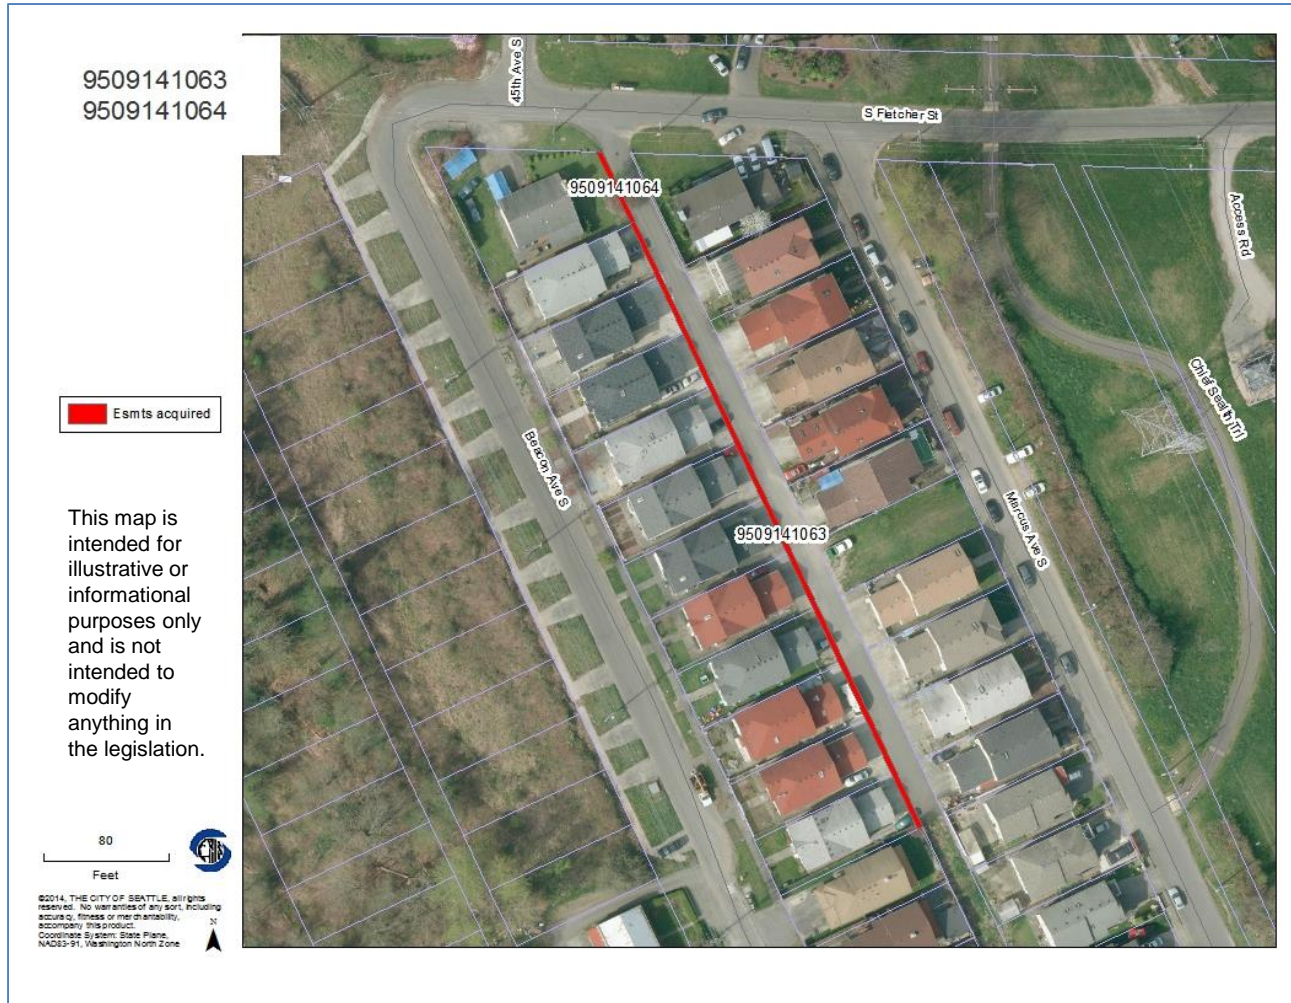 9509141063
9509141064
45th Ave S
S Fletcher St
9509141064
Access Rd
Esmts acquired
Chief Sealth Trl
Beacon Ave S
Marcus Ave S
9509141063
This map is
intended for
illustrative or
informational
purposes only
and is not
intended to
modify
anything in
the legislation.
80
Feet
©2014, THE CITY OF SEATTLE, all rights
reserved. No warranties of any sort, including
accuracy, fitness or merchantability,
accompany this product.
Coordinate System: State Plane,
NAD83-91, Washington North Zone
N